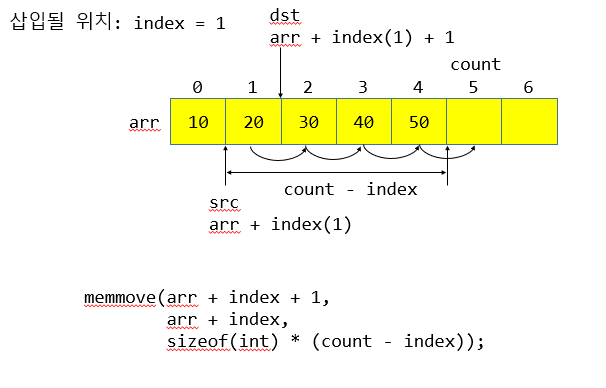 삽입될 위치: index = 1
dst
arr + index(1) + 1
count
0 1 2 3 4 5 6
arr 10 20 30 40 50
count - index
src
arr + index(1)
memmove(arr + index + 1,
arr + index,
sizeof(int) * (count - index));